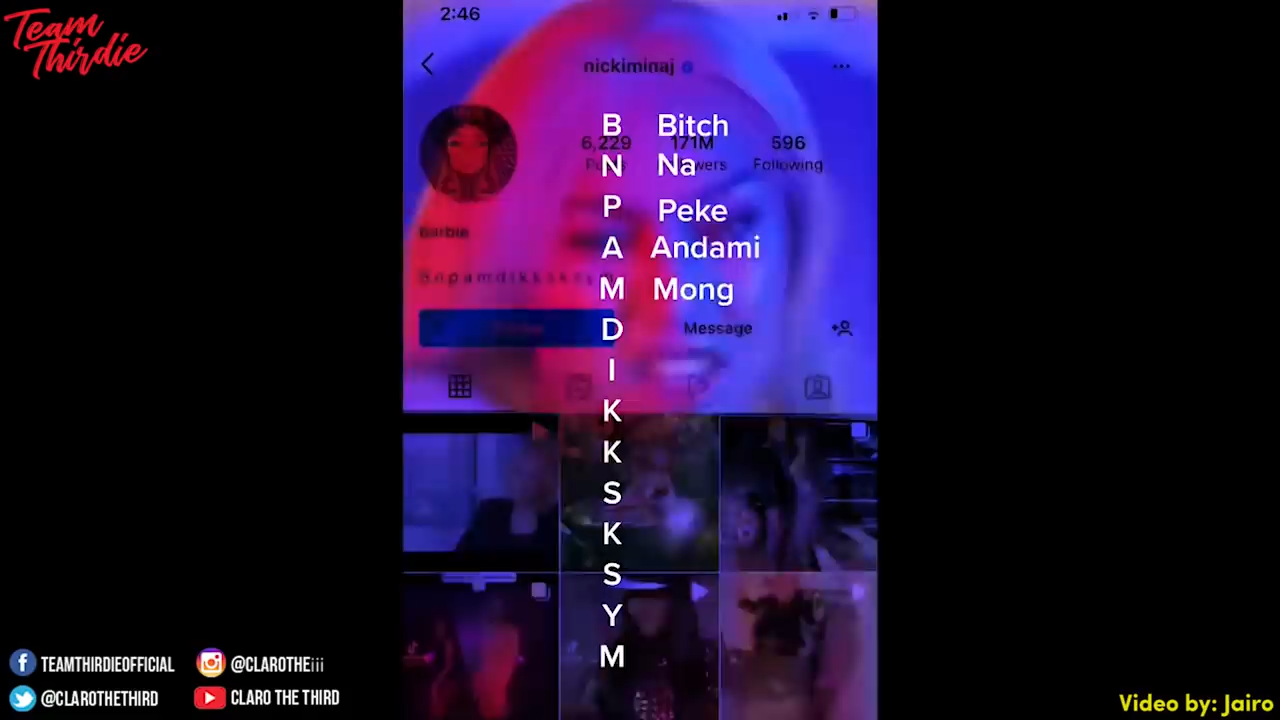 Team
Thirdie
2:46
nickiminaj
B Bitch
6,229 171M 596
Following
N Na
P Peke
Barbie
A Andami
M Mong
D
Message
I
K
K
S
K
S
Y
M
TEAMTHIRDIEOFFICIAL @CLAROTHEiii
@CLAROTHETHIRD CLARO THE THIRD
Video by: Jairo